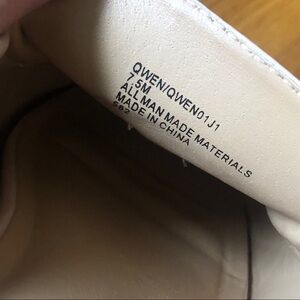 QWEN/QWEN01J1
7.5M
ALL MAN MADE MATERIALS
MADE IN CHINA